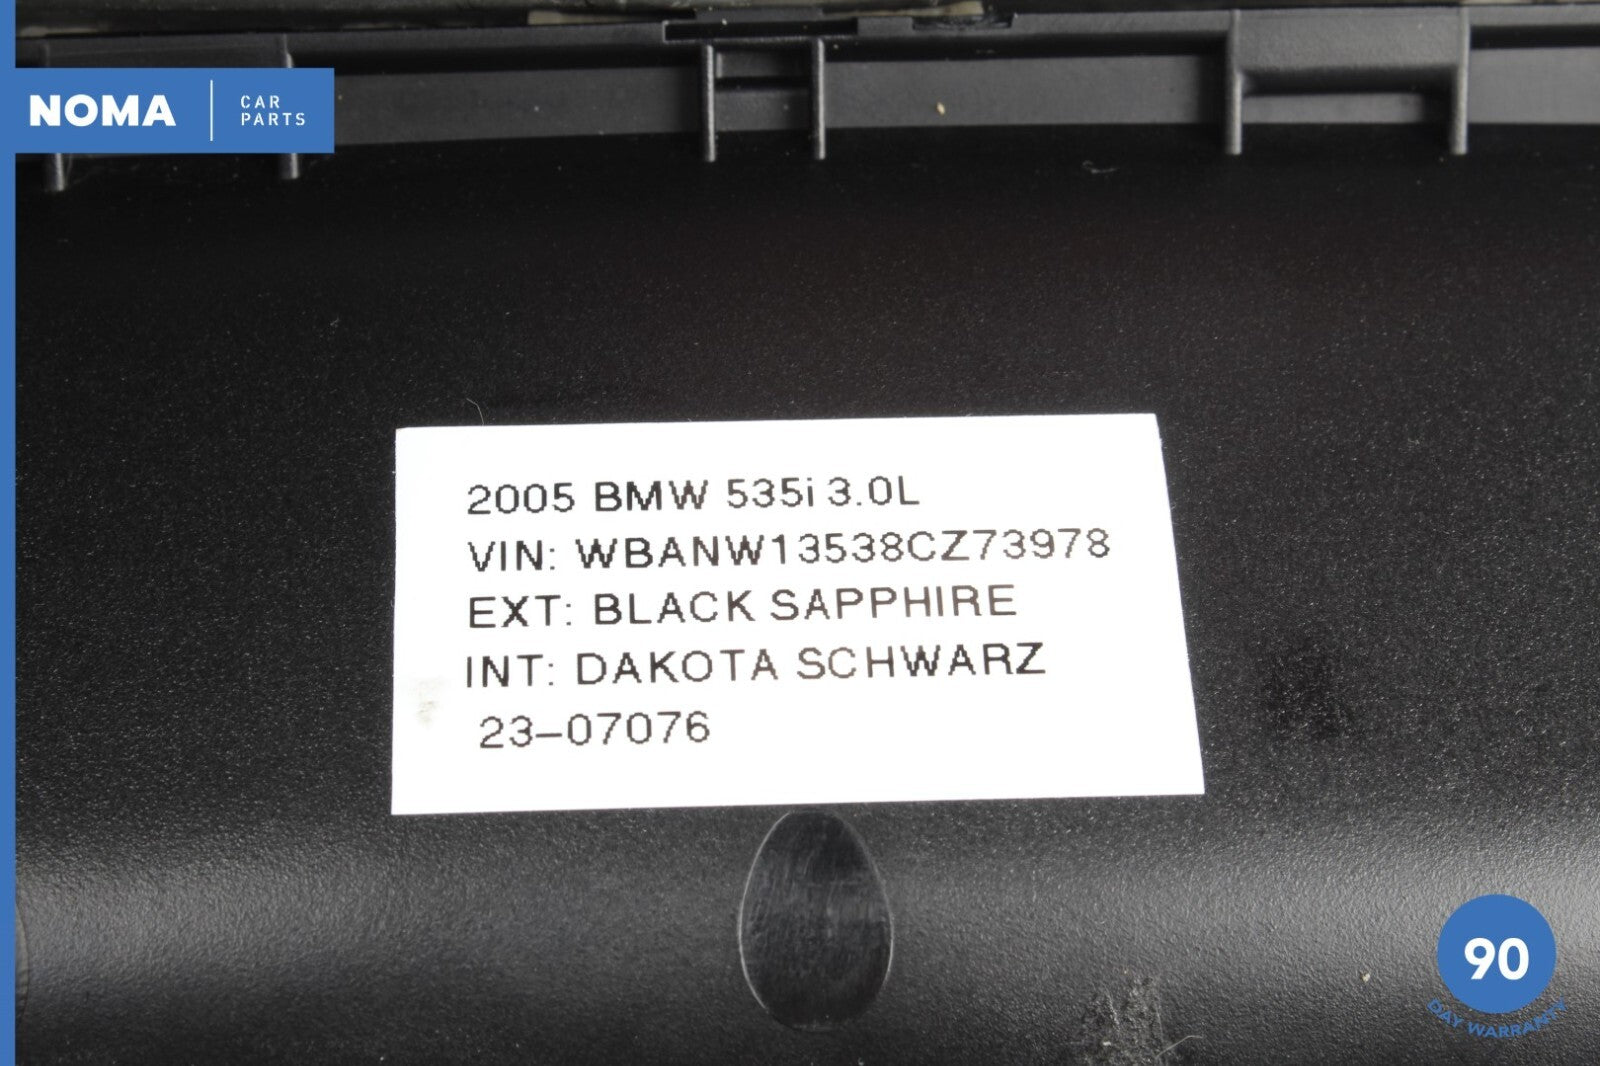 NOMA
CAR
PARTS
2005 BMW 535i 3.0L
VIN: WBANW13538CZ73978
EXT: BLACK SAPPHIRE
INT: DAKOTA SCHWARZ
23-07076
90
DAY WARRANTY